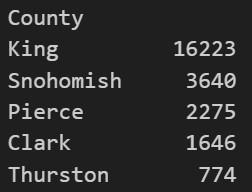 County
King 16223
Snohomish 3640
Pierce 2275
Clark 1646
Thurston 774